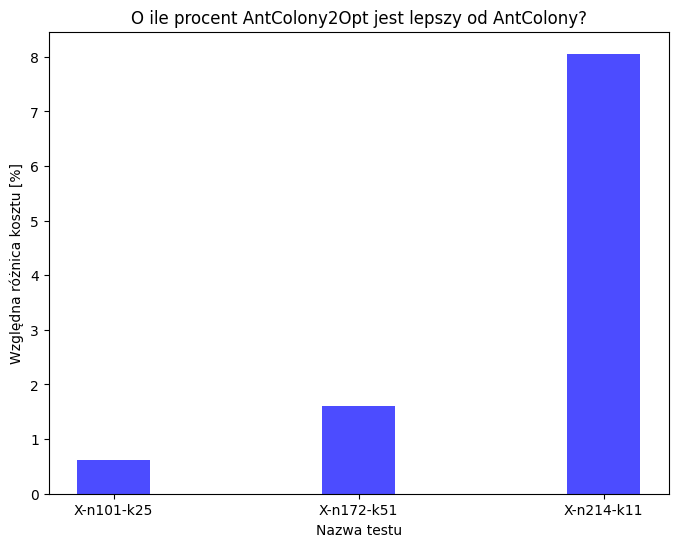 O ile procent AntColony2Opt jest lepszy od AntColony?
Względna różnica kosztu [%]
8
7
6
5
4
3
2
1
0
X-n101-k25
X-n172-k51
X-n214-k11
Nazwa testu